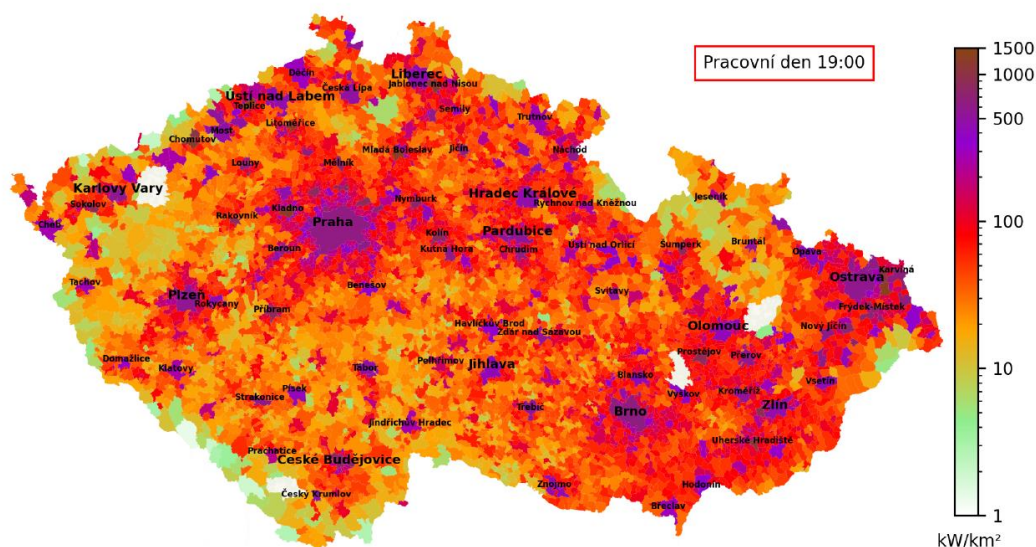 Pracovní den 19:00
1500
1000
500
100
10
1
kW/km²
Děčín
Liberec
Jablonec nad Nisou
Česká Lípa
Ústí nad Labem
Teplice
Semily
Litoměřice
Trutnov
Most
Chomutov
Mladá Boleslav
Jičín
Náchod
Louny
Mělník
Karlovy Vary
Sokolov
Cheb
Hradec Králové
Rychnov nad Kněžnou
Jeseník
Nymburk
Kladno
Rakovník
Praha
Kolín
Pardubice
Beroun
Kutná Hora
Chrudim
Ústí nad Orlicí
Šumperk
Bruntál
Opava
Ostrava
Karviná
Tachov
Benešov
Svitavy
Plzeň
Rokycany
Příbram
Frýdek-Místek
Havlíčkův Brod
Žďár nad Sázavou
Olomouc
Nový Jičín
Prostějov
Přerov
Domažlice
Klatovy
Tábor
Pelhřimov
Jihlava
Blansko
Vsetín
Písek
Strakonice
Vyškov
Kroměříž
Třebíč
Brno
Zlín
Jindřichův Hradec
Uherské Hradiště
Prachatice
České Budějovice
Český Krumlov
Znojmo
Hodonín
Břeclav